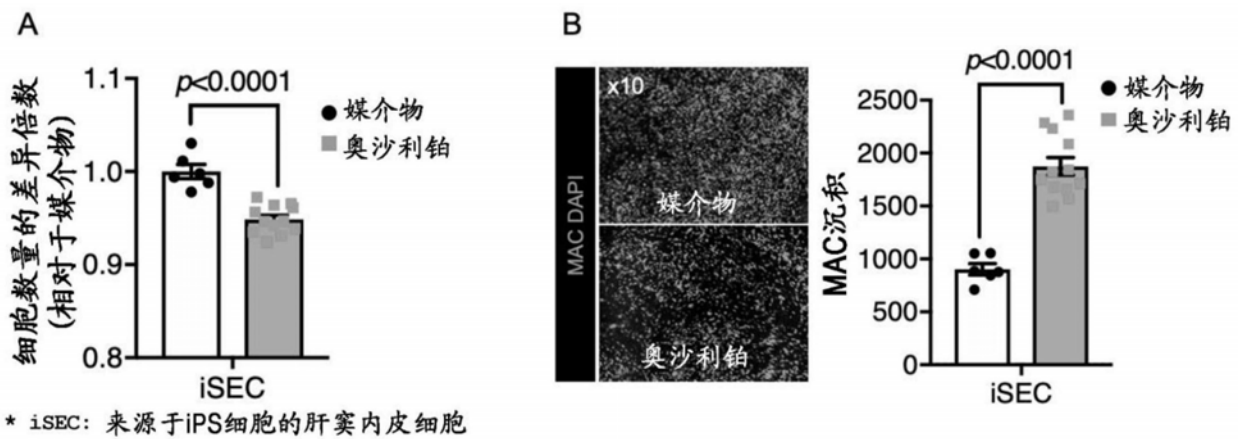 A
细胞数量的差异倍数
(相对于媒介物)
1.1
1.0
0.9
0.8
p<0.0001
媒介物
奥沙利铂
iSEC
* iSEC: 来源于iPS细胞的肝窦内皮细胞
B
MAC DAPI
x10
媒介物
奥沙利铂
MAC沉积
2500
2000
1500
1000
500
0
p<0.0001
媒介物
奥沙利铂
iSEC